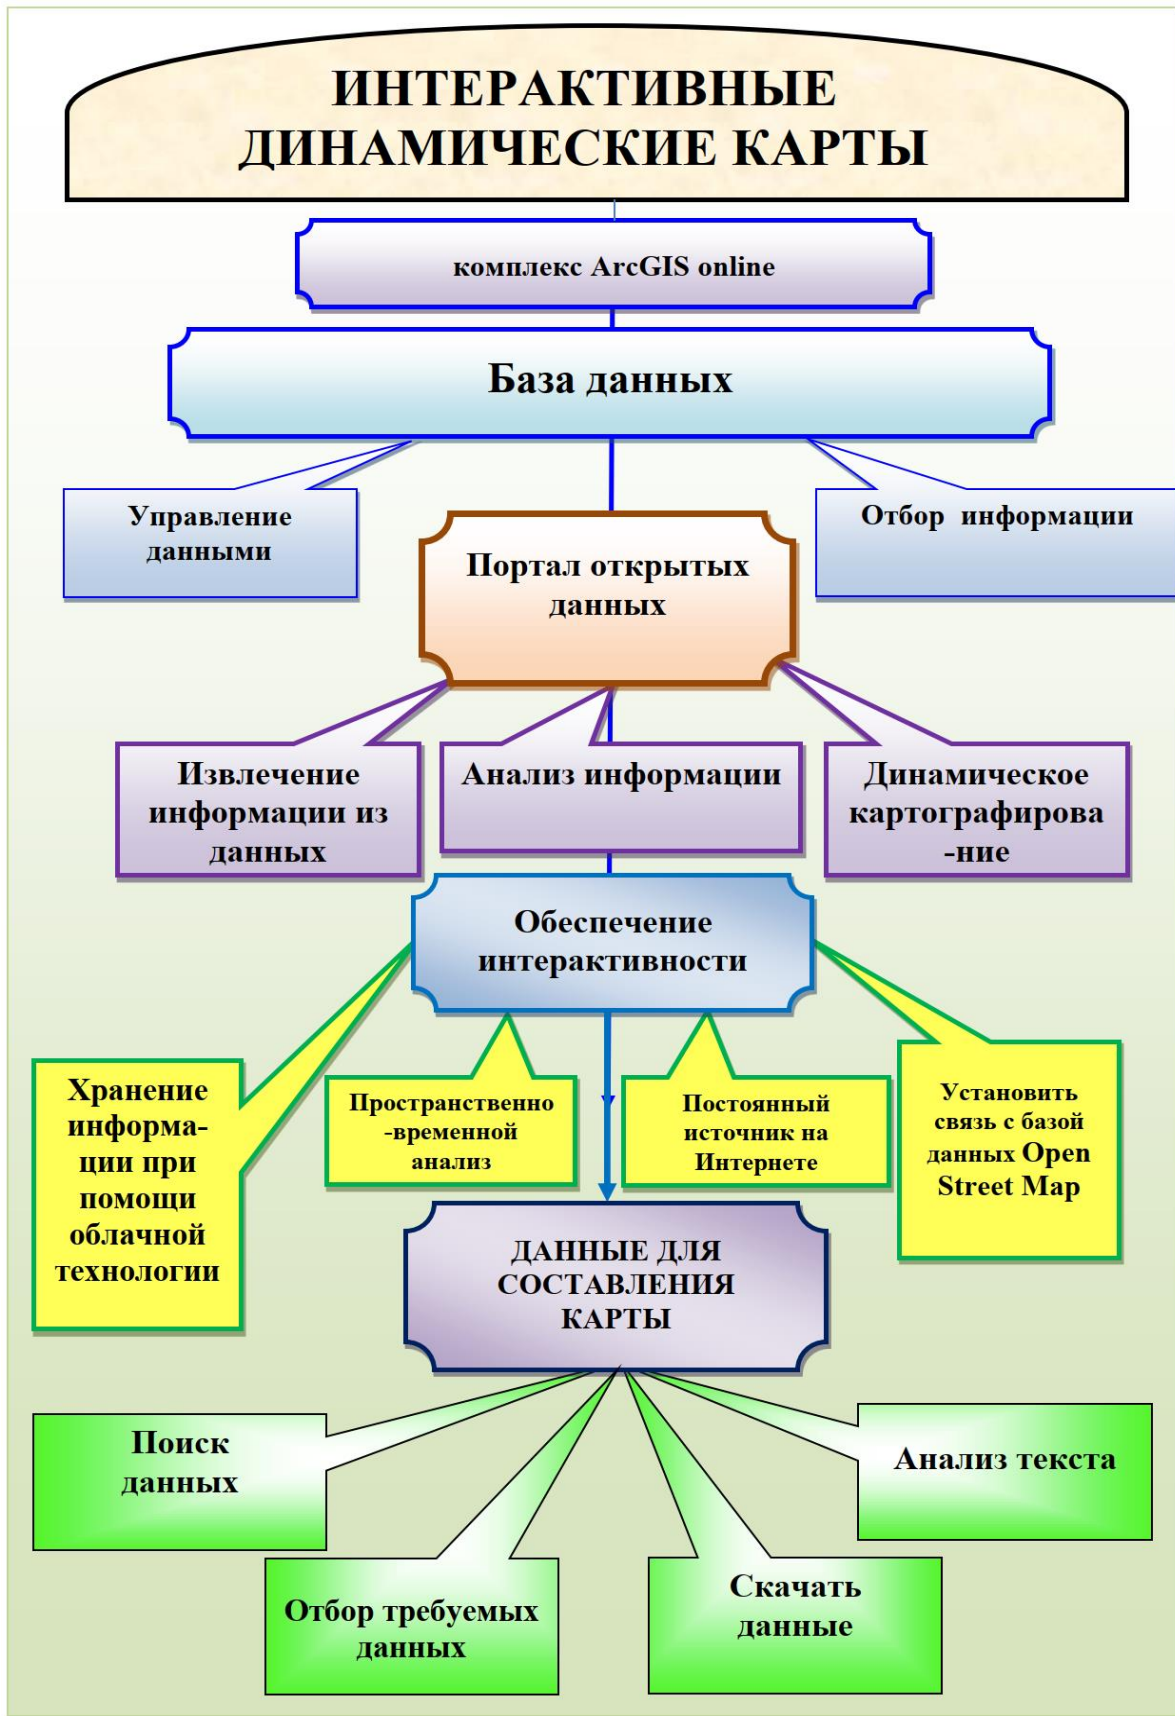 ИНТЕРАКТИВНЫЕ
ДИНАМИЧЕСКИЕ КАРТЫ
комплекс ArcGIS online
База данных
Управление
данными
Отбор информации
Портал открытых
данных
Извлечение
информации из
данных
Анализ информации
Динамическое
картографирова
-ние
Обеспечение
интерактивности
Хранение
информа-
ции при
помощи
облачной
технологии
Пространственно
-временной
анализ
Постоянный
источник на
Интернете
Установить
связь с базой
данных Open
Street Map
ДАННЫЕ ДЛЯ
СОСТАВЛЕНИЯ
КАРТЫ
Поиск
данных
Отбор требуемых
данных
Скачать
данные
Анализ текста